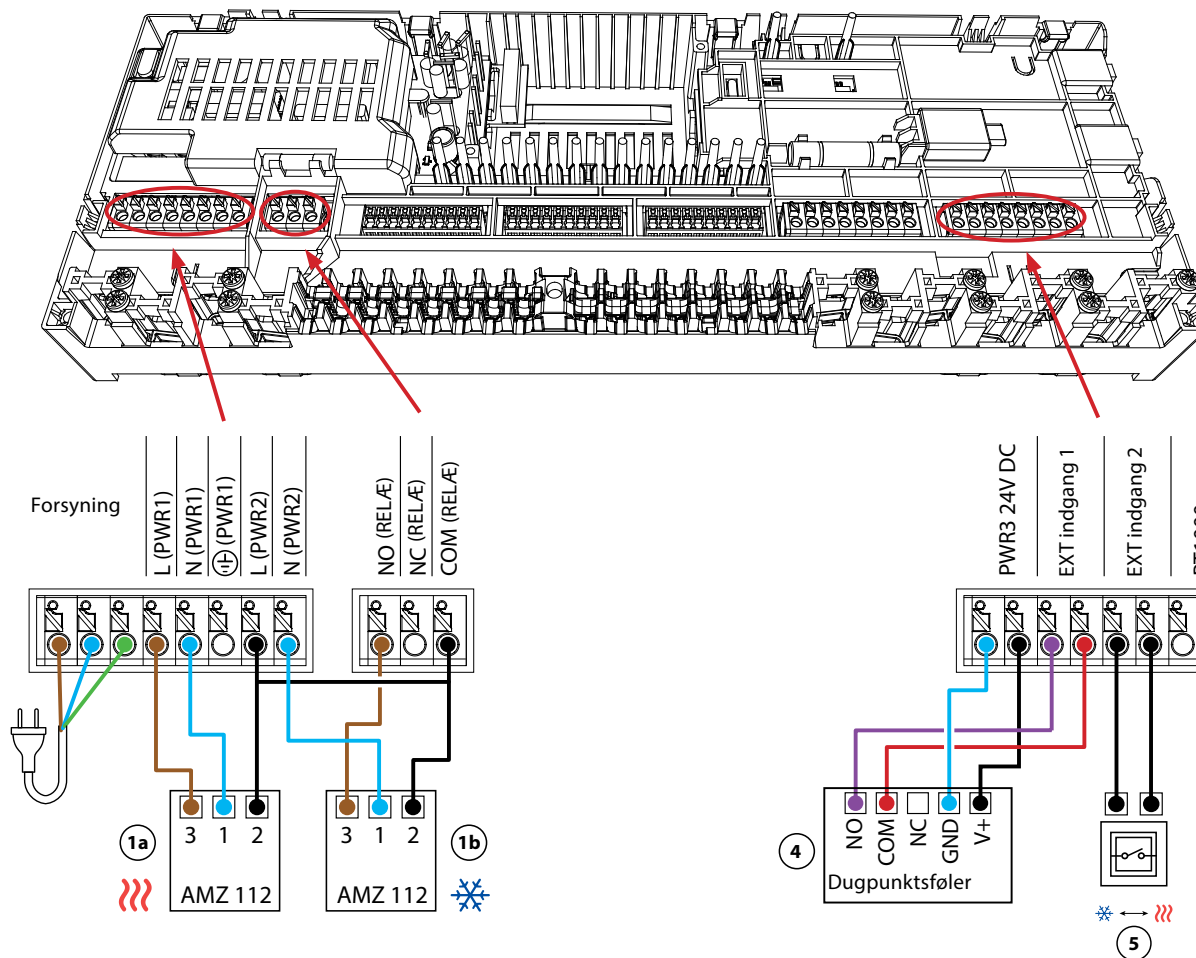 Forsyning
L (PWR1)
N (PWR1)
(PWR1)
L (PWR2)
N (PWR2)
NO (RELÆ)
NC (RELÆ)
COM (RELÆ)
PWR3 24V DC
EXT indgang 1
EXT indgang 2
3 1 2
1a
AMZ 112
3 1 2
1b
AMZ 112
4
NO
COM
NC
GND
V+
Dugpunktsføler
5